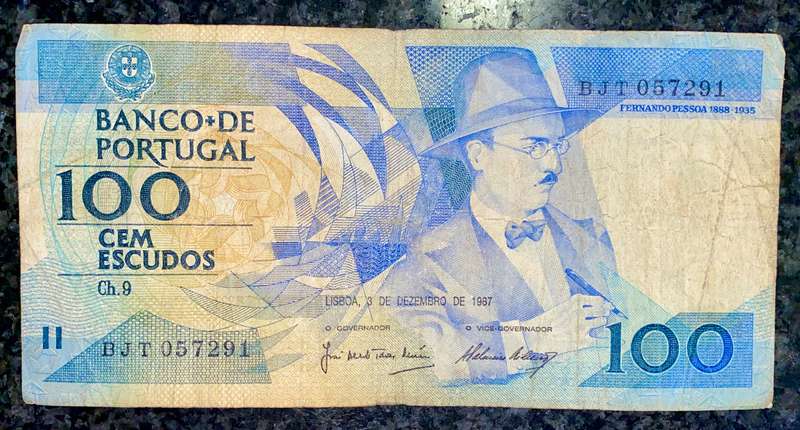 BANCO+DE
PORTUGAL
100
CEM
ESCUDOS
Ch.9
BJT 057291
BJT 057291
FERNANDO PESSOA 1888-1935
LISBOA, 3 DE DEZEMBRO DE 1987
O GOVERNADOR
O VICE-GOVERNADOR
100